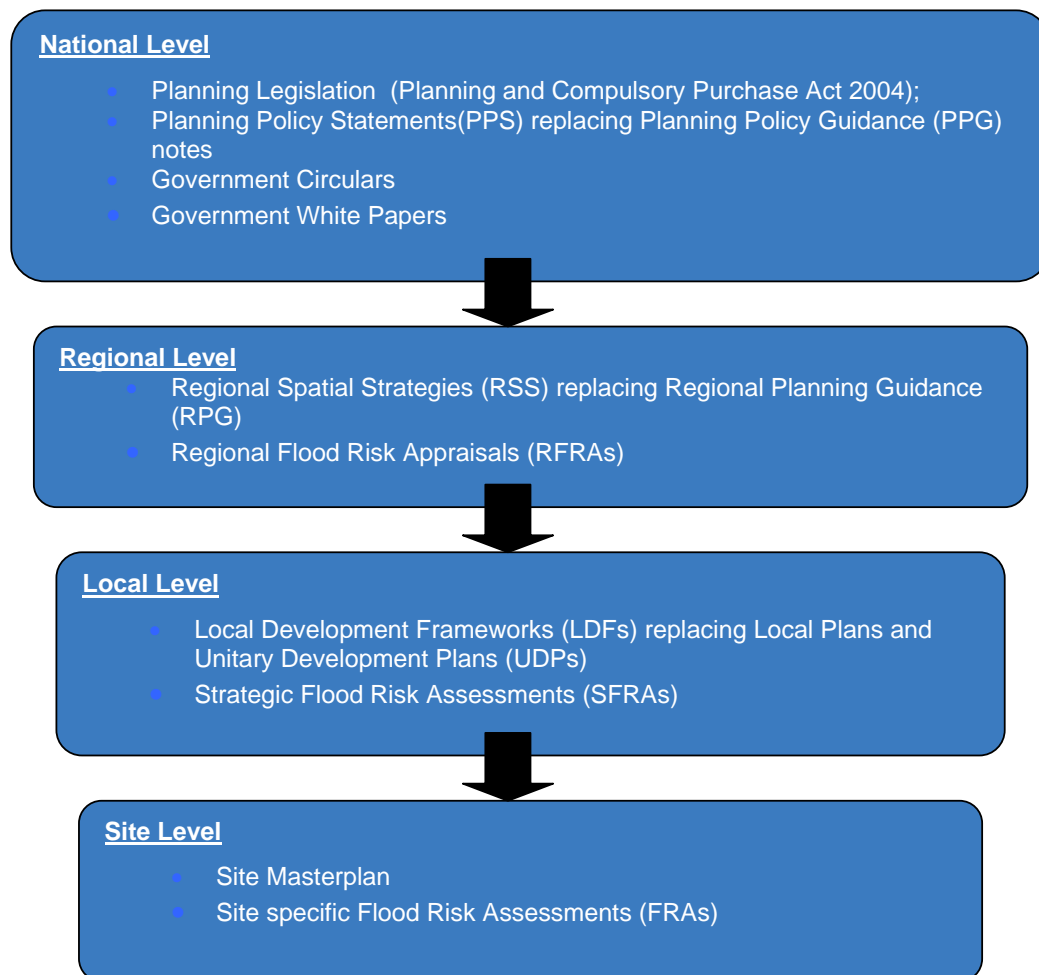 National Level
Planning Legislation  (Planning and Compulsory Purchase Act 2004);
Planning Policy Statements(PPS) replacing Planning Policy Guidance (PPG)
notes
Government Circulars
Government White Papers
Regional Level
Regional Spatial Strategies (RSS) replacing Regional Planning Guidance
(RPG)
Regional Flood Risk Appraisals (RFRAs)
Local Level
Local Development Frameworks (LDFs) replacing Local Plans and
Unitary Development Plans (UDPs)
Strategic Flood Risk Assessments (SFRAs)
Site Level
Site Masterplan
Site specific Flood Risk Assessments (FRAs)